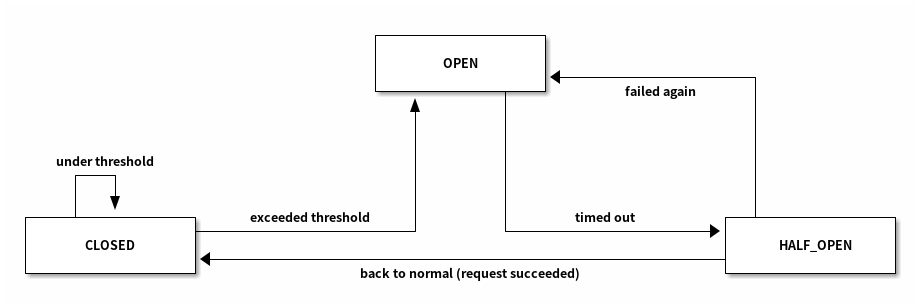 OPEN
failed again
under threshold
exceeded threshold
timed out
CLOSED
HALF_OPEN
back to normal (request succeeded)